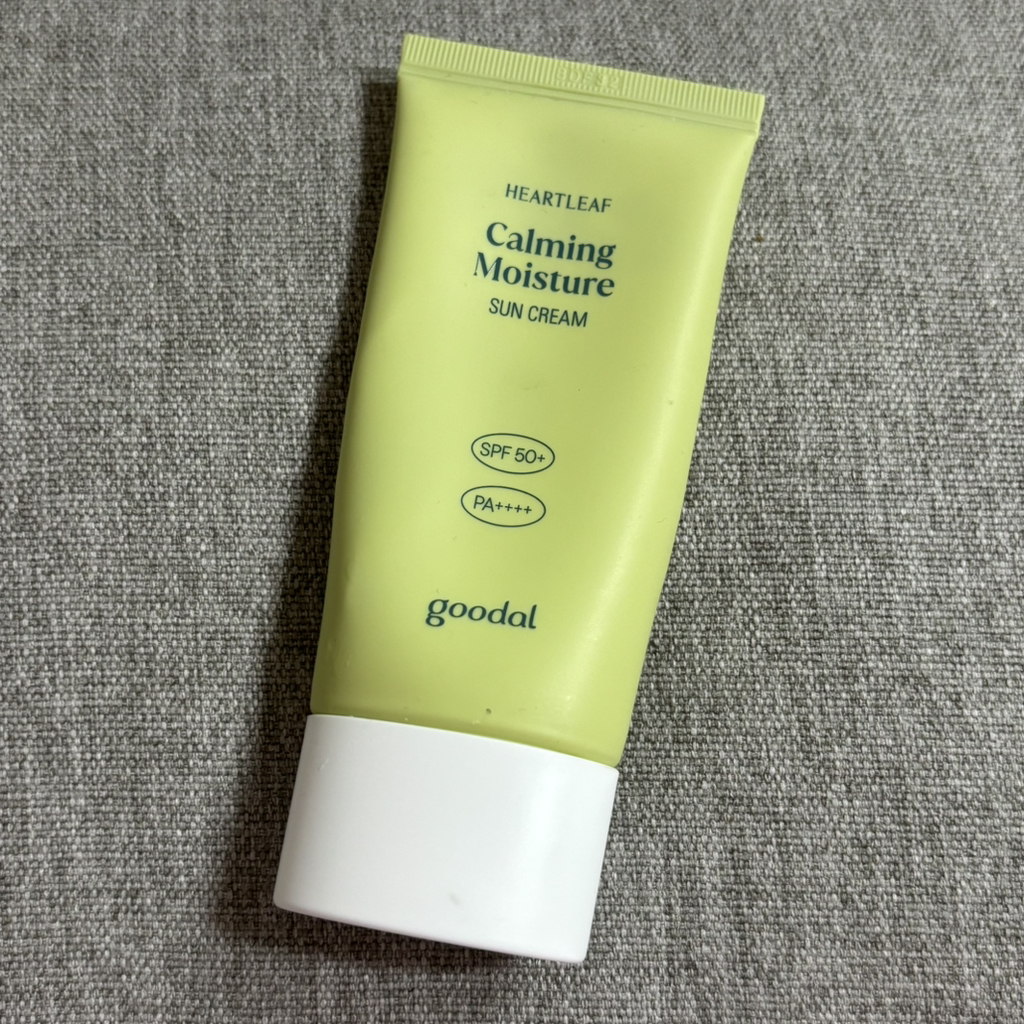 HEARTLEAF
Calming
Moisture
SUN CREAM
SPF 50+
PA++++
goodal